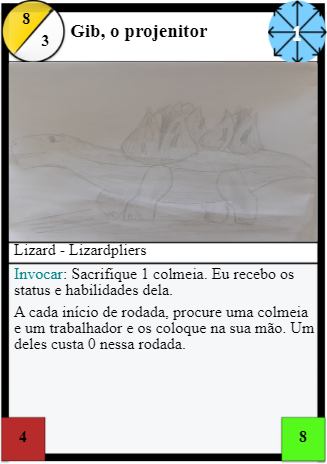 8
3
Gib, o projenitor
1
Lizard - Lizardpliers
Invocar: Sacrifique 1 colmeia. Eu recebo os
status e habilidades dela.
A cada início de rodada, procure uma colmeia
e um trabalhador e os coloque na sua mão. Um
deles custa 0 nessa rodada.
4
8